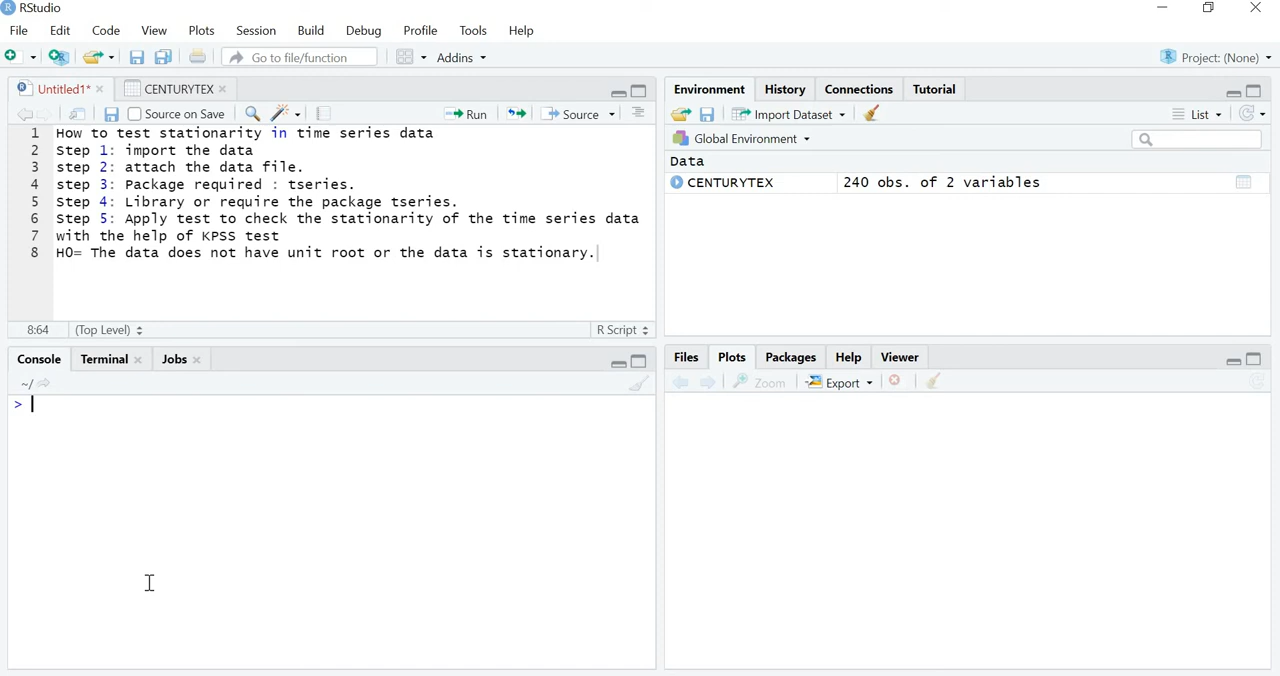 RStudio
File Edit Code View Plots Session Build Debug Profile Tools Help
Go to file/function Addins Project: (None)
Untitled1* CENTURYTEX
Source on Save Run Source
1 How to test stationarity in time series data
2 Step 1: import the data
3 step 2: attach the data file.
4 step 3: Package required : tseries.
5 Step 4: Library or require the package tseries.
6 Step 5: Apply test to check the stationarity of the time series data
7 with the help of KPSS test
8 H0= The data does not have unit root or the data is stationary.
8:64 (Top Level) R Script
Console Terminal Jobs
~/
>
Environment History Connections Tutorial
Import Dataset List
Global Environment
Data
CENTURYTEX 240 obs. of 2 variables
Files Plots Packages Help Viewer
Zoom Export